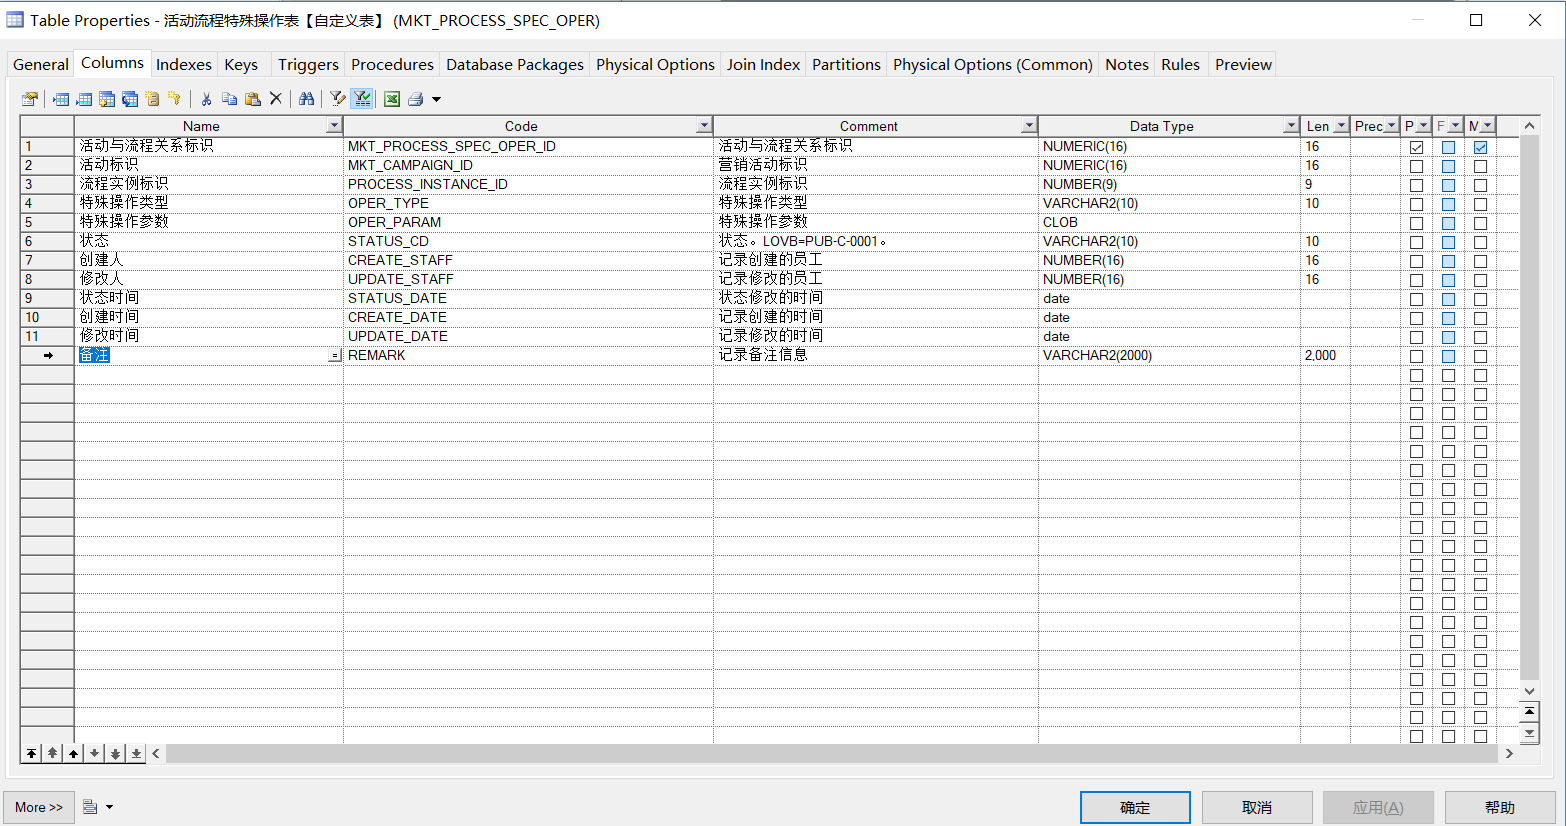 Table Properties - 活动流程特殊操作表【自定义表】 (MKT_PROCESS_SPEC_OPER)
General Columns Indexes Keys Triggers Procedures Database Packages Physical Options Join Index Partitions Physical Options (Common) Notes Rules Preview
Name Code Comment Data Type Len Prec P F M
1 活动与流程关系标识 MKT_PROCESS_SPEC_OPER_ID 活动与流程关系标识 NUMERIC(16) 16
2 活动标识 MKT_CAMPAIGN_ID 营销活动标识 NUMERIC(16) 16
3 流程实例标识 PROCESS_INSTANCE_ID 流程实例标识 NUMBER(9) 9
4 特殊操作类型 OPER_TYPE 特殊操作类型 VARCHAR2(10) 10
5 特殊操作参数 OPER_PARAM 特殊操作参数 CLOB
6 状态 STATUS_CD 状态。LOVB=PUB-C-0001。 VARCHAR2(10) 10
7 创建人 CREATE_STAFF 记录创建的员工 NUMBER(16) 16
8 修改人 UPDATE_STAFF 记录修改的员工 NUMBER(16) 16
9 状态时间 STATUS_DATE 状态修改的时间 date
10 创建时间 CREATE_DATE 记录创建的时间 date
11 修改时间 UPDATE_DATE 记录修改的时间 date
备注 = REMARK 记录备注信息 VARCHAR2(2000) 2,000
More >> 确定 取消 应用(A) 帮助